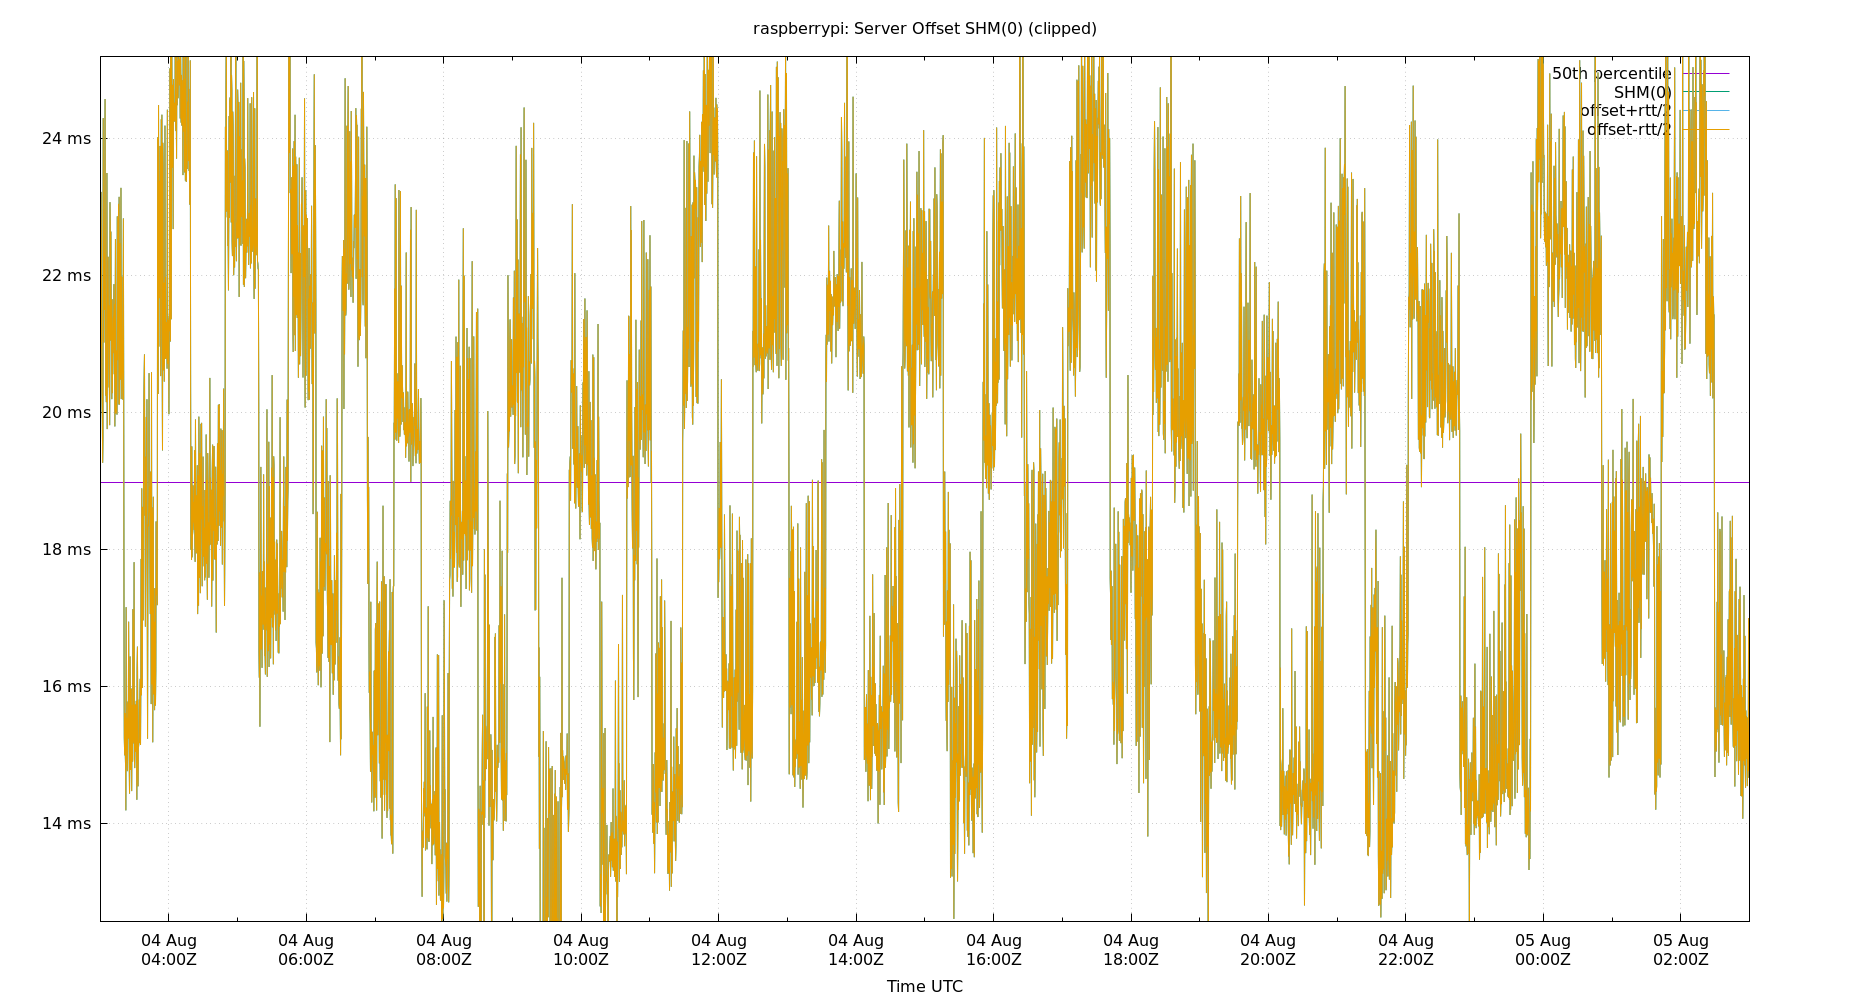 raspberrypi: Server Offset SHM(0) (clipped)
50th percentile
SHM(0)
offset+rtt/2
offset-rtt/2
24 ms
22 ms
20 ms
18 ms
16 ms
14 ms
04 Aug 04 Aug 04 Aug 04 Aug 04 Aug 04 Aug 04 Aug 04 Aug 04 Aug 04 Aug 05 Aug 05 Aug
04:00Z 06:00Z 08:00Z 10:00Z 12:00Z 14:00Z 16:00Z 18:00Z 20:00Z 22:00Z 00:00Z 02:00Z
Time UTC